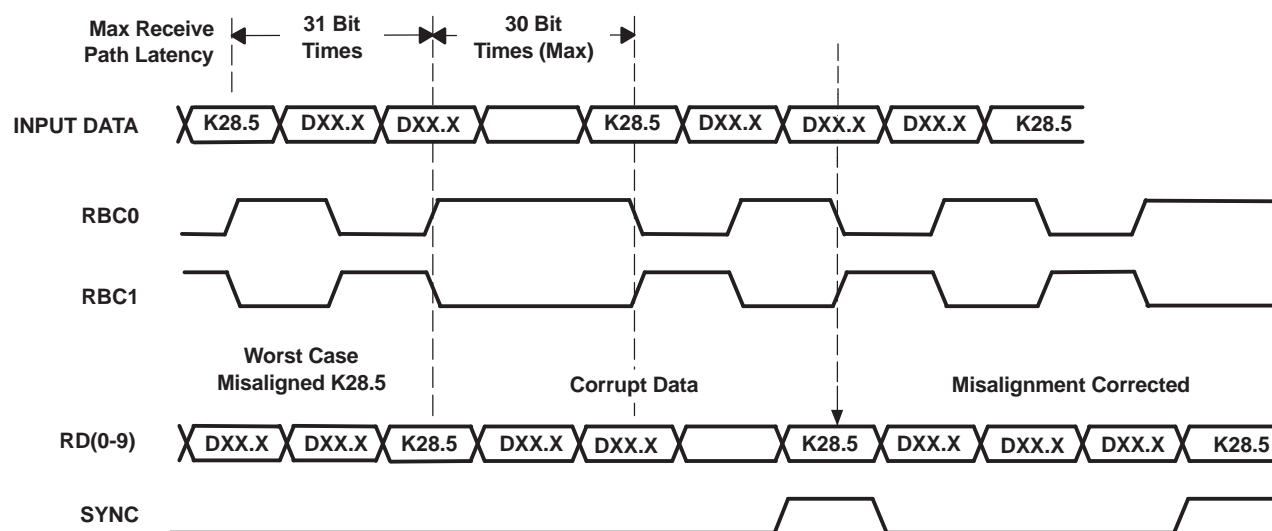 Max Receive
Path Latency
31 Bit
Times
30 Bit
Times (Max)
INPUT DATA
K28.5
DXX.X
DXX.X
K28.5
DXX.X
DXX.X
DXX.X
K28.5
RBC0
RBC1
Worst Case
Misaligned K28.5
Corrupt Data
Misalignment Corrected
RD(0-9)
DXX.X
DXX.X
K28.5
DXX.X
DXX.X
K28.5
DXX.X
DXX.X
DXX.X
K28.5
SYNC